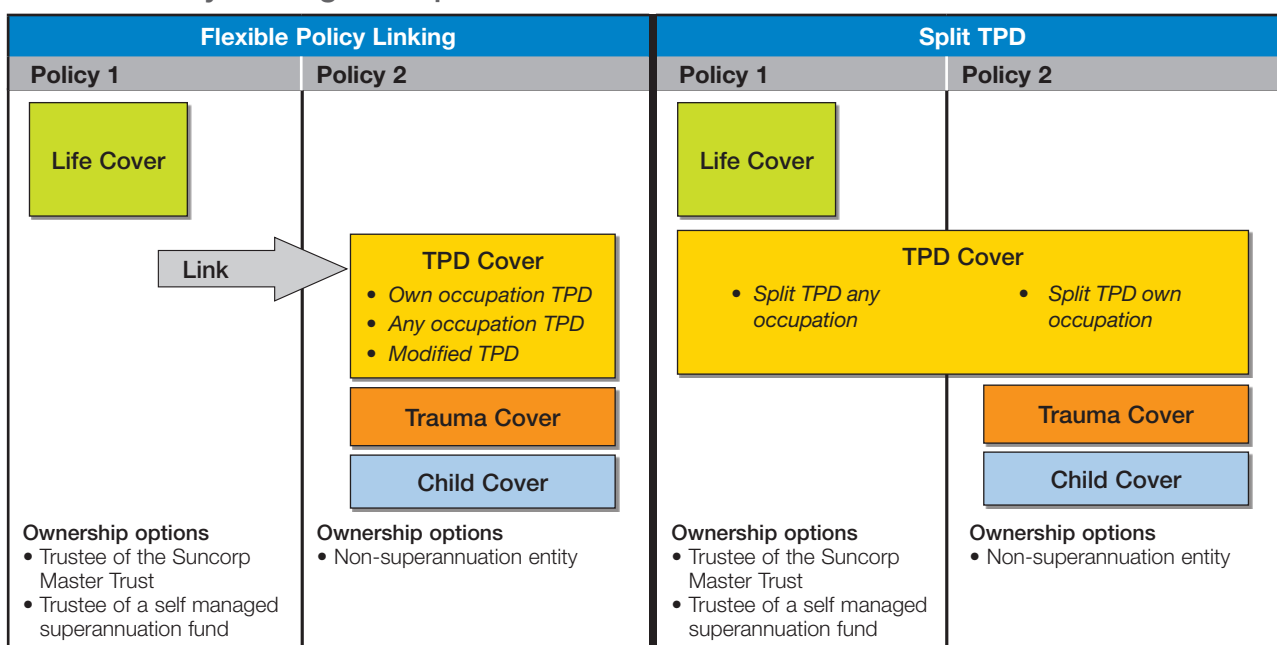 Flexible Policy Linking
Policy 1
Policy 2
Life Cover
Link
TPD Cover
• Own occupation TPD
• Any occupation TPD
• Modified TPD
Trauma Cover
Child Cover
Ownership options
• Trustee of the Suncorp
Master Trust
• Trustee of a self managed
superannuation fund
Ownership options
• Non-superannuation entity
Split TPD
Policy 1
Policy 2
Life Cover
TPD Cover
• Split TPD any
occupation
• Split TPD own
occupation
Trauma Cover
Child Cover
Ownership options
• Trustee of the Suncorp
Master Trust
• Trustee of a self managed
superannuation fund
Ownership options
• Non-superannuation entity